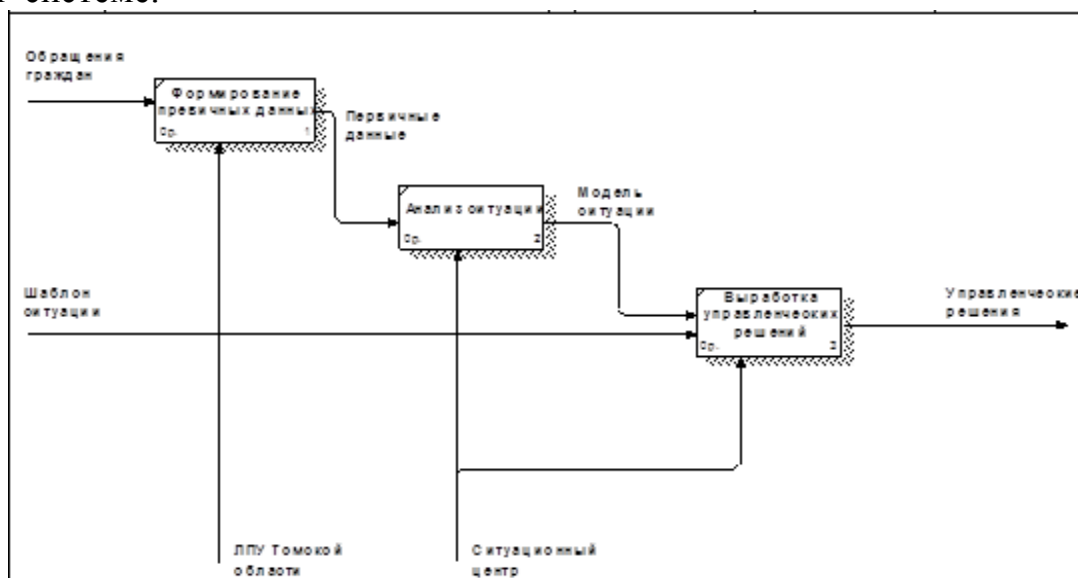 системе.
Обращения
граждан
Формирование
превичных данных
0р. 1
Первичные
данные
Анализ ситуации
0р. 2
Модель
ситуации
Шаблон
ситуации
Выработка
управленческих
решений
0р. 3
Управленческие
решения
ЛПУ Томской
области
Ситуационный
центр